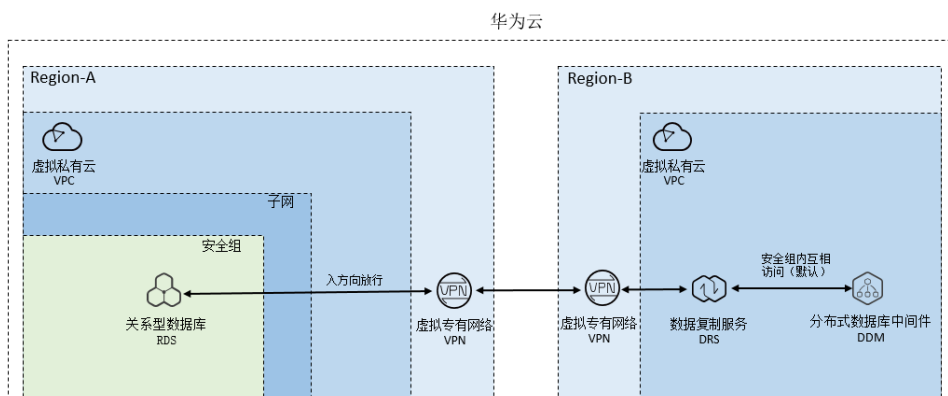 华为云
Region-A
Region-B
虚拟私有云
VPC
虚拟私有云
VPC
子网
安全组
安全组内互相
访问（默认）
入方向放行
VPN
VPN
关系型数据库
RDS
虚拟专有网络
VPN
虚拟专有网络
VPN
数据复制服务
DRS
分布式数据库中间件
DDM